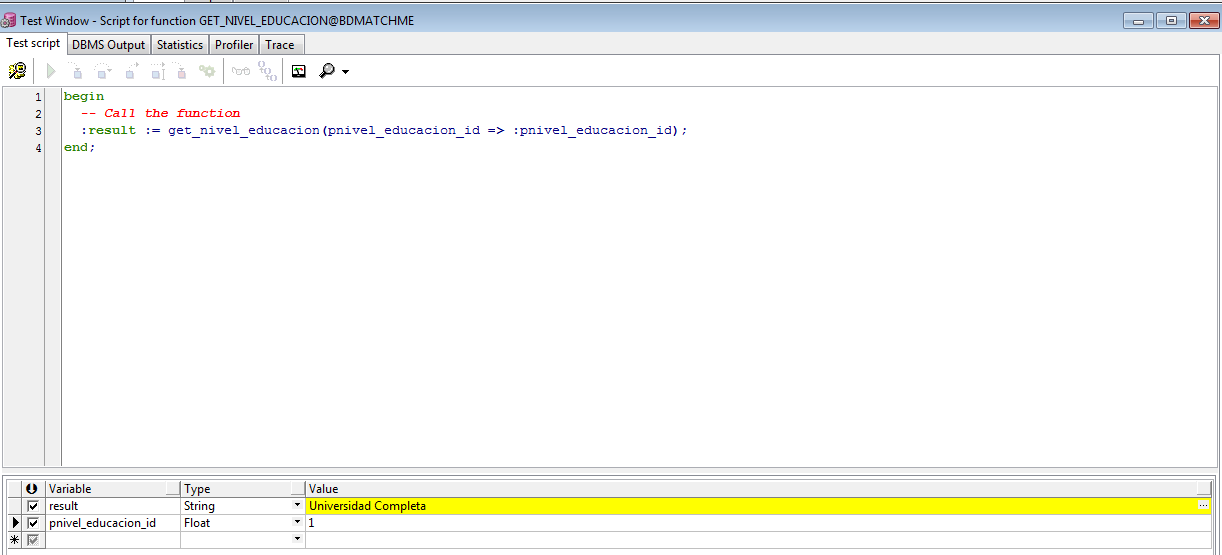 Test Window - Script for function GET_NIVEL_EDUCACION@BDMATCHME
Test script DBMS Output Statistics Profiler Trace
1 begin
2 -- Call the function
3 :result := get_nivel_educacion(pnivel_educacion_id => :pnivel_educacion_id);
4 end;
Variable Type Value
result String Universidad Completa
pnivel_educacion_id Float 1